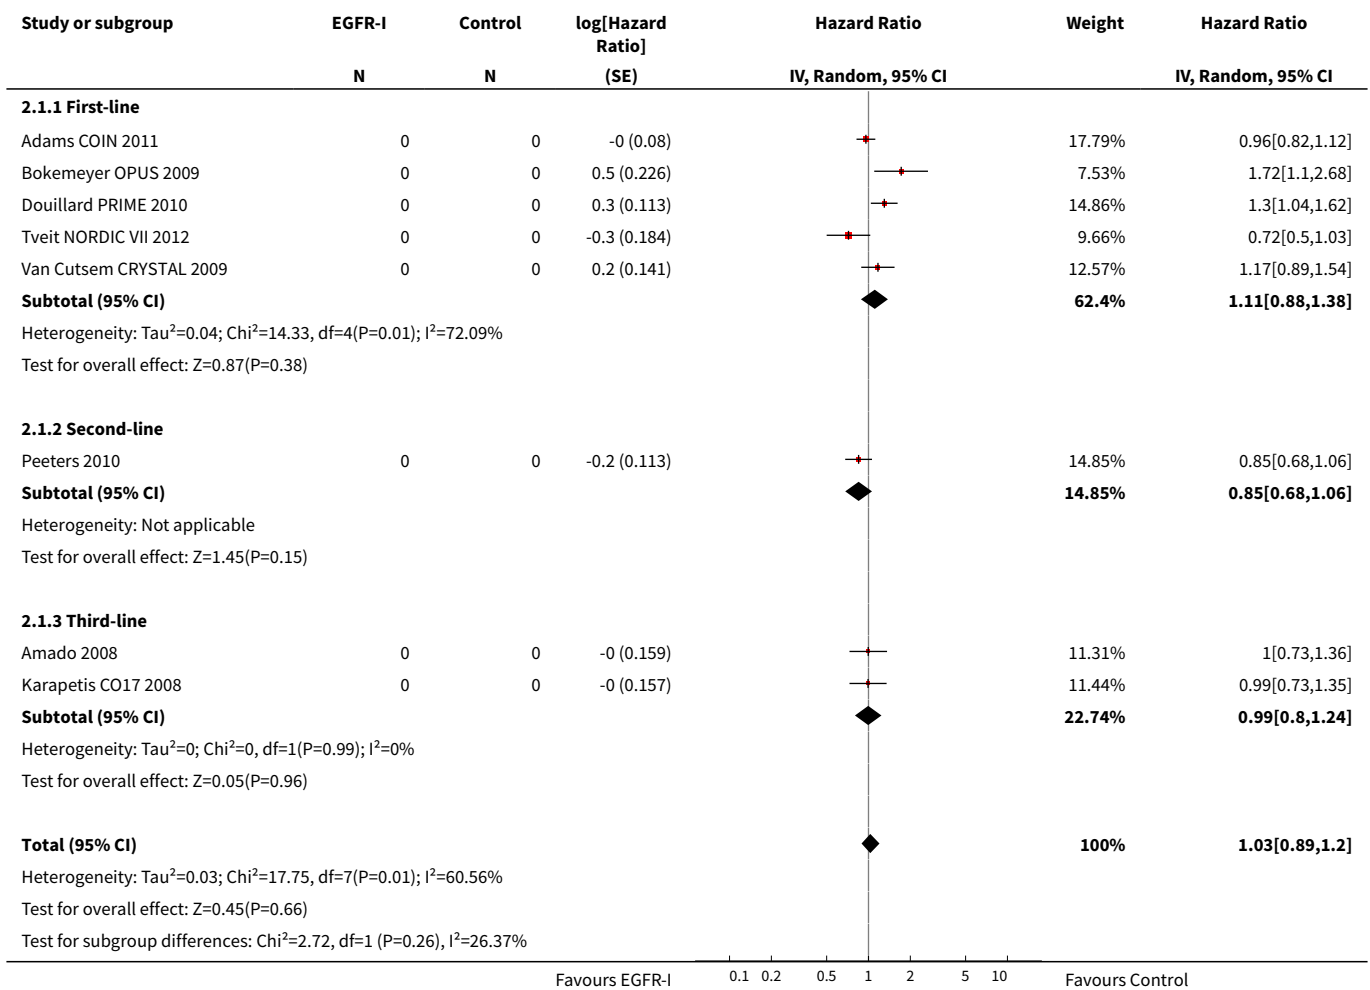 Study or subgroup EGFR-I Control log[Hazard Ratio] Hazard Ratio Weight Hazard Ratio
N N (SE) IV, Random, 95% CI IV, Random, 95% CI
2.1.1 First-line
Adams COIN 2011 0 0 -0 (0.08) 17.79% 0.96[0.82,1.12]
Bokemeyer OPUS 2009 0 0 0.5 (0.226) 7.53% 1.72[1.1,2.68]
Douillard PRIME 2010 0 0 0.3 (0.113) 14.86% 1.3[1.04,1.62]
Tveit NORDIC VII 2012 0 0 -0.3 (0.184) 9.66% 0.72[0.5,1.03]
Van Cutsem CRYSTAL 2009 0 0 0.2 (0.141) 12.57% 1.17[0.89,1.54]
Subtotal (95% CI) 62.4% 1.11[0.88,1.38]
Heterogeneity: Tau²=0.04; Chi²=14.33, df=4(P=0.01); I²=72.09%
Test for overall effect: Z=0.87(P=0.38)
2.1.2 Second-line
Peeters 2010 0 0 -0.2 (0.113) 14.85% 0.85[0.68,1.06]
Subtotal (95% CI) 14.85% 0.85[0.68,1.06]
Heterogeneity: Not applicable
Test for overall effect: Z=1.45(P=0.15)
2.1.3 Third-line
Amado 2008 0 0 -0 (0.159) 11.31% 1[0.73,1.36]
Karapetis CO17 2008 0 0 -0 (0.157) 11.44% 0.99[0.73,1.35]
Subtotal (95% CI) 22.74% 0.99[0.8,1.24]
Heterogeneity: Tau²=0; Chi²=0, df=1(P=0.99); I²=0%
Test for overall effect: Z=0.05(P=0.96)
Total (95% CI) 100% 1.03[0.89,1.2]
Heterogeneity: Tau²=0.03; Chi²=17.75, df=7(P=0.01); I²=60.56%
Test for overall effect: Z=0.45(P=0.66)
Test for subgroup differences: Chi²=2.72, df=1 (P=0.26), I²=26.37%
Favours EGFR-I 0.1 0.2 0.5 1 2 5 10 Favours Control